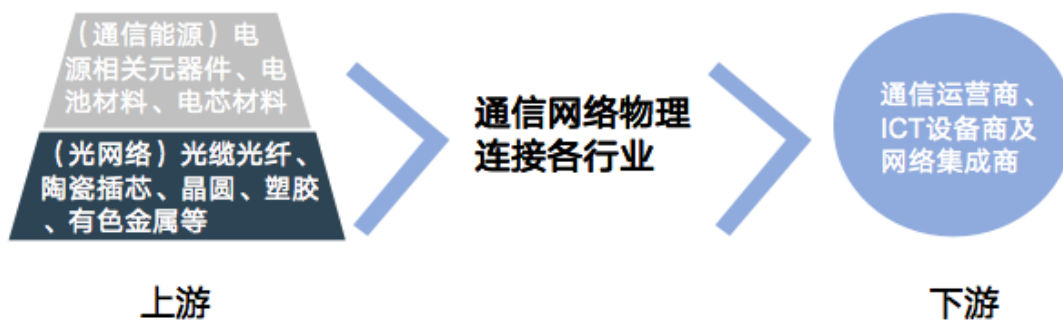 （通信能源）电
源相关元器件、电
池材料、电芯材料
（光网络）光缆光纤、
陶瓷插芯、晶圆、塑胶
、有色金属等
上游
通信网络物理
连接各行业
通信运营商、
ICT设备商及
网络集成商
下游